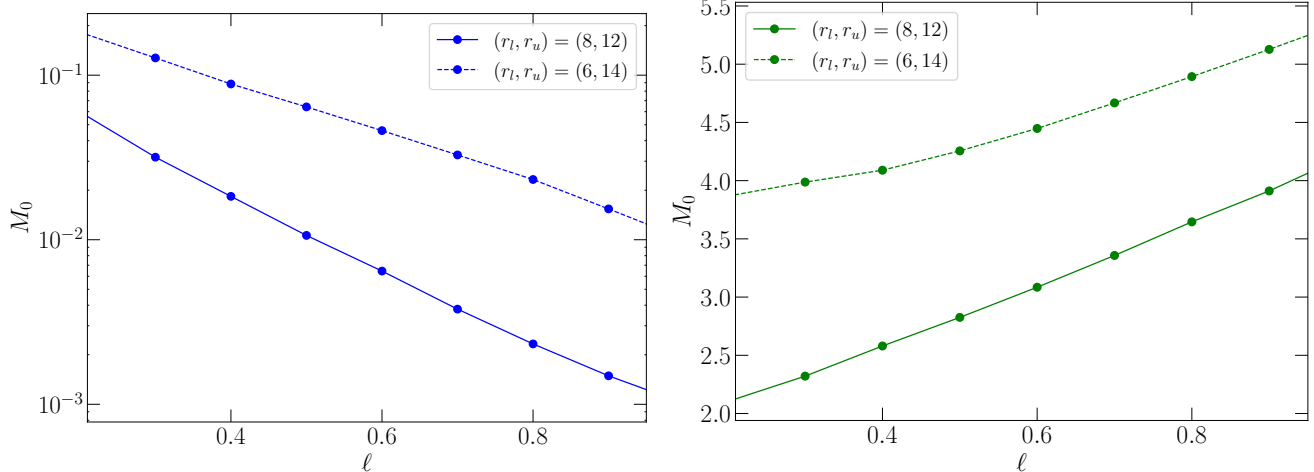 (r_l, r_u) = (8, 12)
(r_l, r_u) = (6, 14)
10^{-1}
10^{-2}
10^{-3}
M_0
0.4 0.6 0.8
ℓ
(r_l, r_u) = (8, 12)
(r_l, r_u) = (6, 14)
5.5
5.0
4.5
4.0
3.5
3.0
2.5
2.0
M_0
0.4 0.6 0.8
ℓ